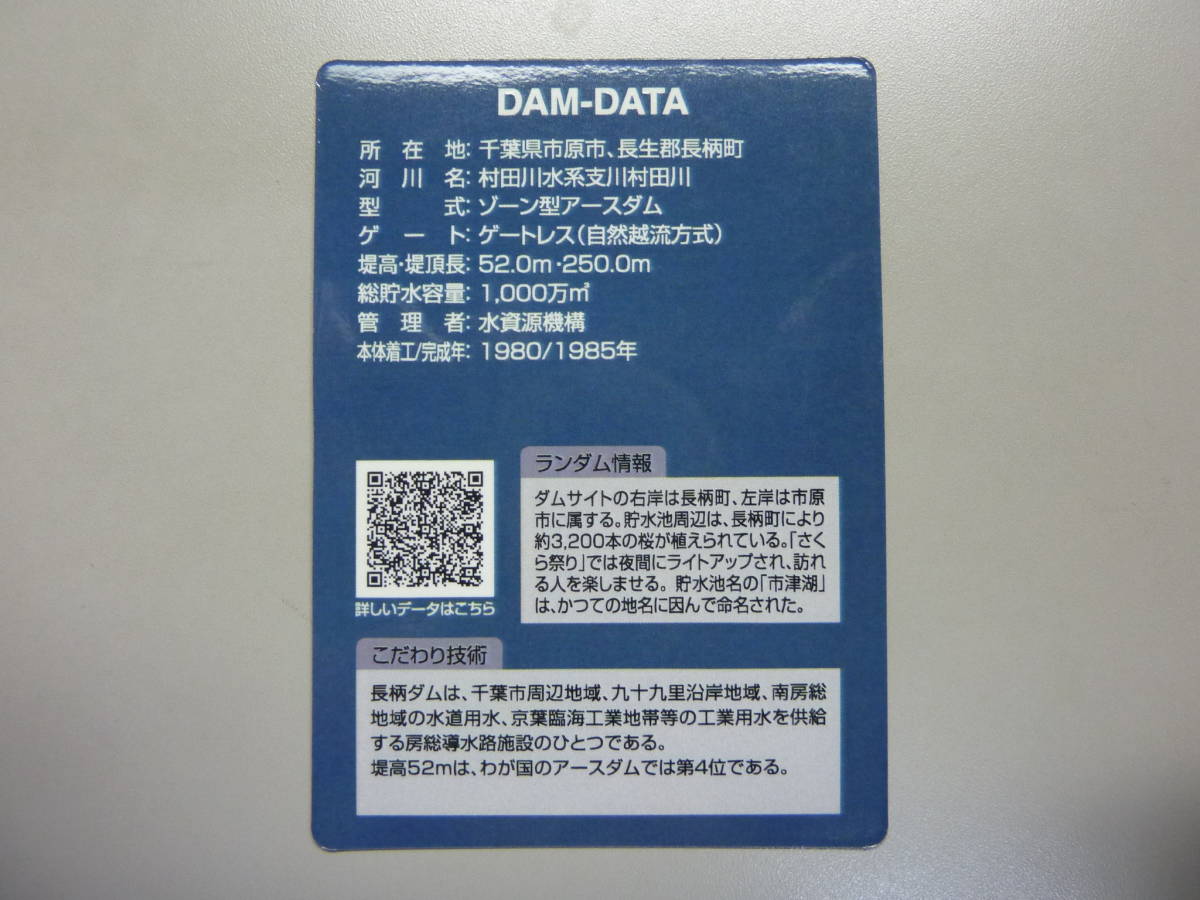 DAM-DATA
所在地: 千葉県市原市、長生郡長柄町
河川名: 村田川水系支川村田川
型式: ゾーン型アースダム
ゲート: ゲートレス(自然越流方式)
堤高・堤頂長: 52.0m・250.0m
総貯水容量: 1,000万㎥
管理者: 水資源機構
本体着工/完成年: 1980/1985年
ランダム情報
ダムサイトの右岸は長柄町、左岸は市原
市に属する。貯水池周辺は、長柄町により
約3,200本の桜が植えられている。「さく
ら祭り」では夜間にライトアップされ、訪れ
る人を楽しませる。貯水池名の「市津湖」
は、かつての地名に因んで命名された。
詳しいデータはこちら
こだわり技術
長柄ダムは、千葉市周辺地域、九十九里沿岸地域、南房総
地域の水道用水、京葉臨海工業地帯等の工業用水を供給
する房総導水路施設のひとつである。
堤高52mは、わが国のアースダムでは第4位である。